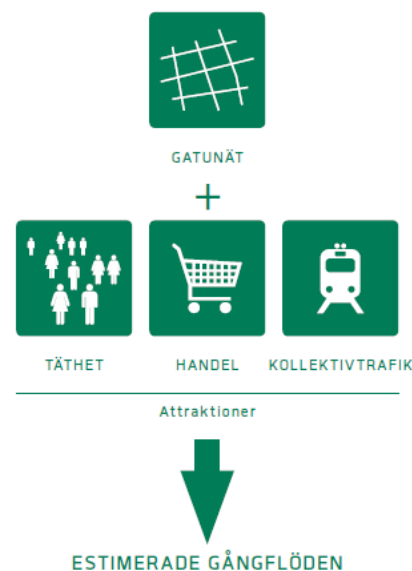 GATUNÄT
+
TÄTHET HANDEL KOLLEKTIVTRAFIK
Attraktioner
ESTIMERADE GÅNGFLÖDEN